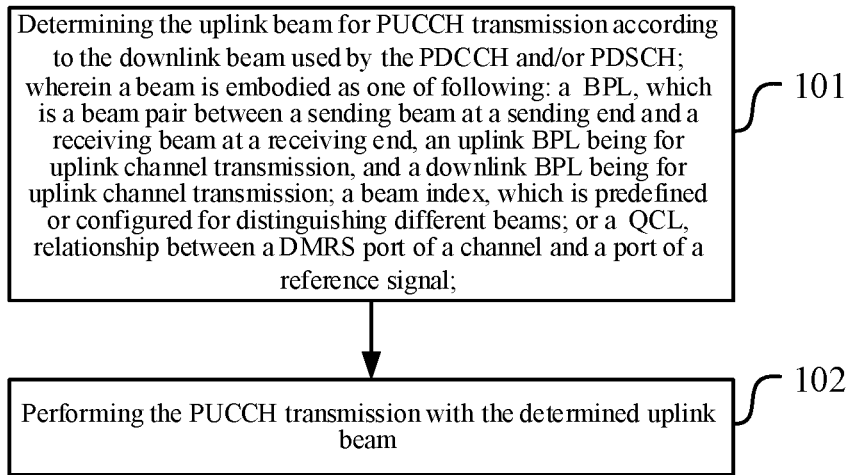 Determining the uplink beam for PUCCH transmission according
to the downlink beam used by the PDCCH and/or PDSCH;
wherein a beam is embodied as one of following: a BPL, which
is a beam pair between a sending beam at a sending end and a
receiving beam at a receiving end, an uplink BPL being for
uplink channel transmission, and a downlink BPL being for
uplink channel transmission; a beam index, which is predefined
or configured for distinguishing different beams; or a QCL,
relationship between a DMRS port of a channel and a port of a
reference signal;
101
Performing the PUCCH transmission with the determined uplink
beam
102